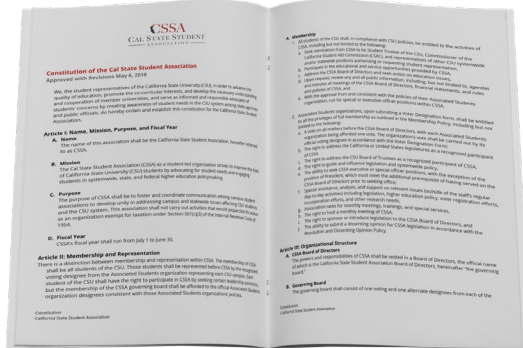 CSSA
CAL STATE STUDENT
ASSOCIATION
Constitution of the Cal State Student Association
Approved with Revisions May 6, 2018
We, the student representatives of the California State University (CSU), in order to advance the
quality of education, promote the co-curricular interests, and develop the necessary understanding
and cooperation of member universities, and serve as informed and responsible advocates of
students' concerns by creating awareness of student needs in the CSU system among state agencies
and public officials, do hereby ordain and establish this constitution for the California State Student
Association.
Article I: Name, Mission, Purpose, and Fiscal Year
A. Name
The name of this association shall be the California State Student Association, hereafter referred
to as CSSA.
B. Mission
The Cal State Student Association (CSSA) as a student-led organization strives to improve the lives
of California State University (CSU) students by advocating for student needs and engaging
students in systemwide, state, and federal higher education policymaking.
C. Purpose
The purpose of CSSA shall be to foster and coordinate communication among campus student
associations to develop unity in addressing campus and statewide issues affecting CSU students
and the CSU system. This Association shall not carry out activities that would jeopardize its status
as an organization exempt for taxation under Section 501(c)(3) of the Internal Revenue Code of
1954.
D. Fiscal Year
CSSA's fiscal year shall run from July 1 to June 30.
Article II: Membership and Representation
There is a distinction between membership and representation within CSSA. The membership of CSSA
shall be all students of the CSU. Those students shall be represented before CSSA by the recognized
voting designee from the Associated Students organization representing each CSU campus. Each
student of the CSU shall have the right to participate in CSSA by seeking certain leadership positions,
but the membership of the CSSA governing board shall be afforded to the official Associated Students
organization designees consistent with those Associated Students organizations' policies.
Constitution
California State Student Association
A. Membership
1. All students of the CSU shall, in compliance with CSU policies, be entitled to the activities of
CSSA, including but not limited to the following:
a. Seek nomination from CSSA to be Student Trustee of the CSU, Commissioner of the
California Student Aid Commission (CSAC), and representatives of other CSU systemwide
and/or statewide positions authorizing or requesting student representation,
b. Participate in the educational and service opportunities provided by CSSA,
c. Address the CSSA Board of Directors and seek action on education issues,
d. Upon request, review any and all public information, including, but not limited to, agendas
and minutes of meetings of the CSSA Board of Directors, financial statements, and rules
and policies of CSSA, and
e. With the approval from and consistent with the policies of their Associated Students
organization, run for special or executive officer positions within CSSA.
2. Associated Students organizations, upon submitting a Voter Designation Form, shall be entitled
to all the privileges of full membership as outlined in the Membership Policy, including but not
limited to the following:
a. A vote on all matters before the CSSA Board of Directors, with each Associated Students
organization being afforded one vote. The organization's vote shall be carried out by its
official voting designee in accordance with the Voter Designation Form;
b. The right to address the California or United States legislatures as a recognized participant
of CSSA,
c. The right to address the CSU Board of Trustees as a recognized participant of CSSA,
d. The right to guide and influence legislation and systemwide policy,
e. The ability to seek CSSA executive or special officer positions, with the exception of the
position of president, which must meet the additional prerequisite of having served on the
CSSA Board of Directors prior to seeking office,
f. Special assistance, analysis, and support on relevant issues (outside of the staff's regular
day-to-day activities) including legislation, higher education policy, voter registration efforts,
incorporation efforts, and other research needs,
g. Association rates for monthly meetings, trainings, and special services,
h. The right to host a monthly meeting of CSSA,
i. The right to sponsor or introduce legislation to the CSSA Board of Directors, and
j. The ability to submit a dissenting opinion for CSSA legislation in accordance with the
Resolution and Dissenting Opinion Policy.
Article III: Organizational Structure
A. CSSA Board of Directors
The powers and responsibilities of CSSA shall be vested in a Board of Directors, the official name
of which is the California State Student Association Board of Directors, hereinafter "the governing
board."
B. Governing Board
The governing board shall consist of one voting and one alternate designees from each of the
Constitution
California State Student Association